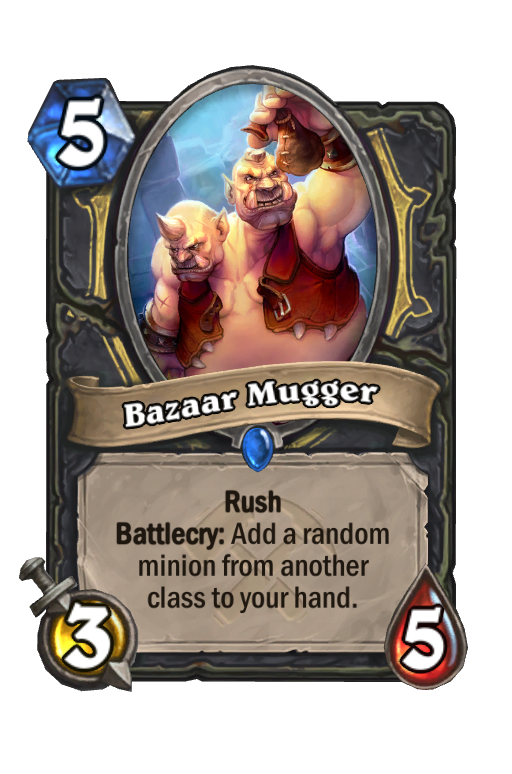 5
Bazaar Mugger
Rush
Battlecry: Add a random
minion from another
class to your hand.
3
5